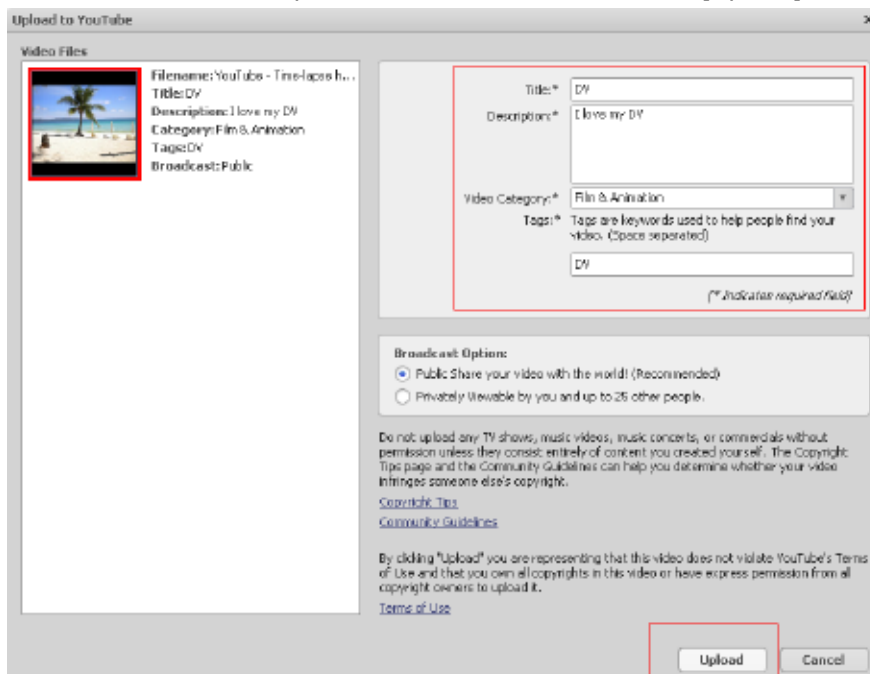 Upload to YouTube
Video Files
Filename: YouTube - Time-lapse h...
Title: DV
Description: I love my DV
Category: Film & Animation
Tags: DV
Broadcast: Public
Title:* DV
Description:* I love my DV
Video Category:* Film & Animation
Tags:* Tags are keywords used to help people find your
video. (Space separated)
DV
(* Indicates required field)
Broadcast Option:
Public Share your video with the world! (Recommended)
Privately Viewable by you and up to 25 other people.
Do not upload any TV shows, music videos, music concerts, or commercials without
permission unless they consist entirely of content you created yourself. The Copyright
Tips page and the Community Guidelines can help you determine whether your video
infringes someone else's copyright.
Copyright Tips
Community Guidelines
By clicking "Upload" you are representing that this video does not violate YouTube's Terms
of Use and that you own all copyrights in this video or have express permission from all
copyright owners to upload it.
Terms of Use
Upload Cancel